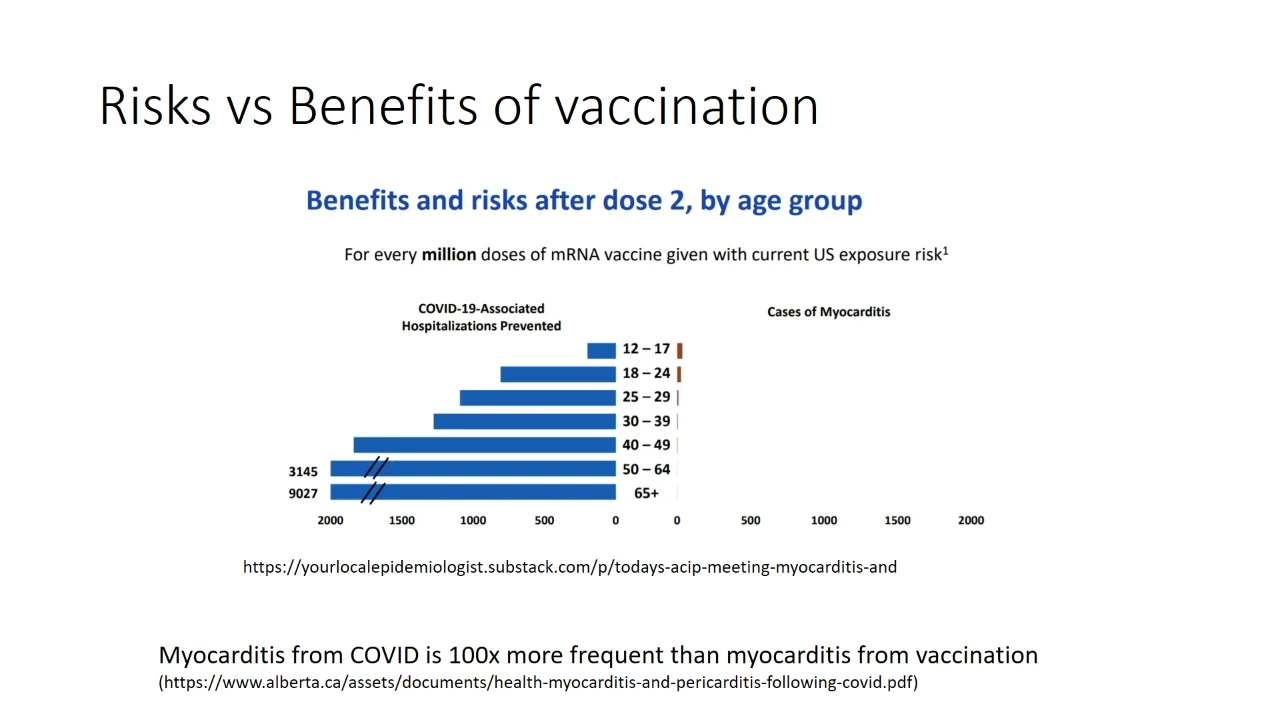 Risks vs Benefits of vaccination
Benefits and risks after dose 2, by age group
For every million doses of mRNA vaccine given with current US exposure risk¹
COVID-19-Associated
Hospitalizations Prevented
Cases of Myocarditis
12 – 17
18 – 24
25 – 29
30 – 39
40 – 49
3145 50 – 64
9027 65+
2000 1500 1000 500 0 0 500 1000 1500 2000
https://yourlocalepidemiologist.substack.com/p/todays-acip-meeting-myocarditis-and
Myocarditis from COVID is 100x more frequent than myocarditis from vaccination
(https://www.alberta.ca/assets/documents/health-myocarditis-and-pericarditis-following-covid.pdf)